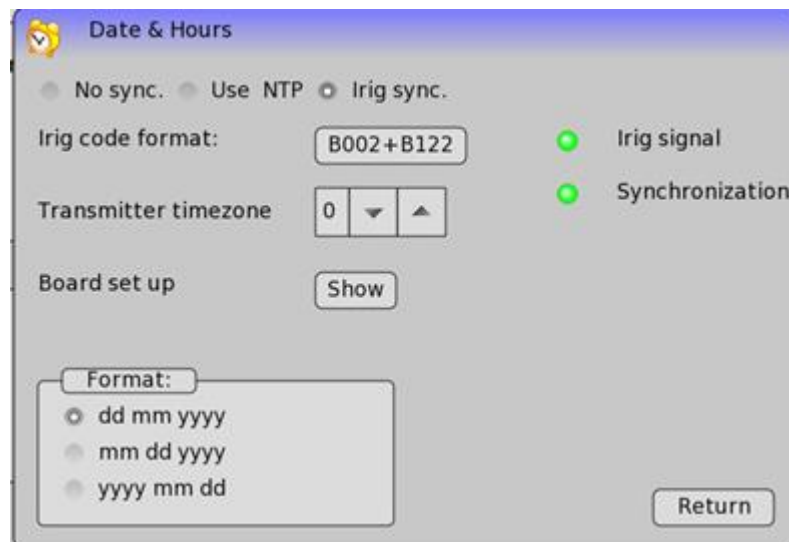 Date & Hours
No sync. Use NTP Irig sync.
Irig code format: B002+B122 Irig signal
Synchronization
Transmitter timezone 0
Board set up Show
Format:
dd mm yyyy
mm dd yyyy
yyyy mm dd
Return